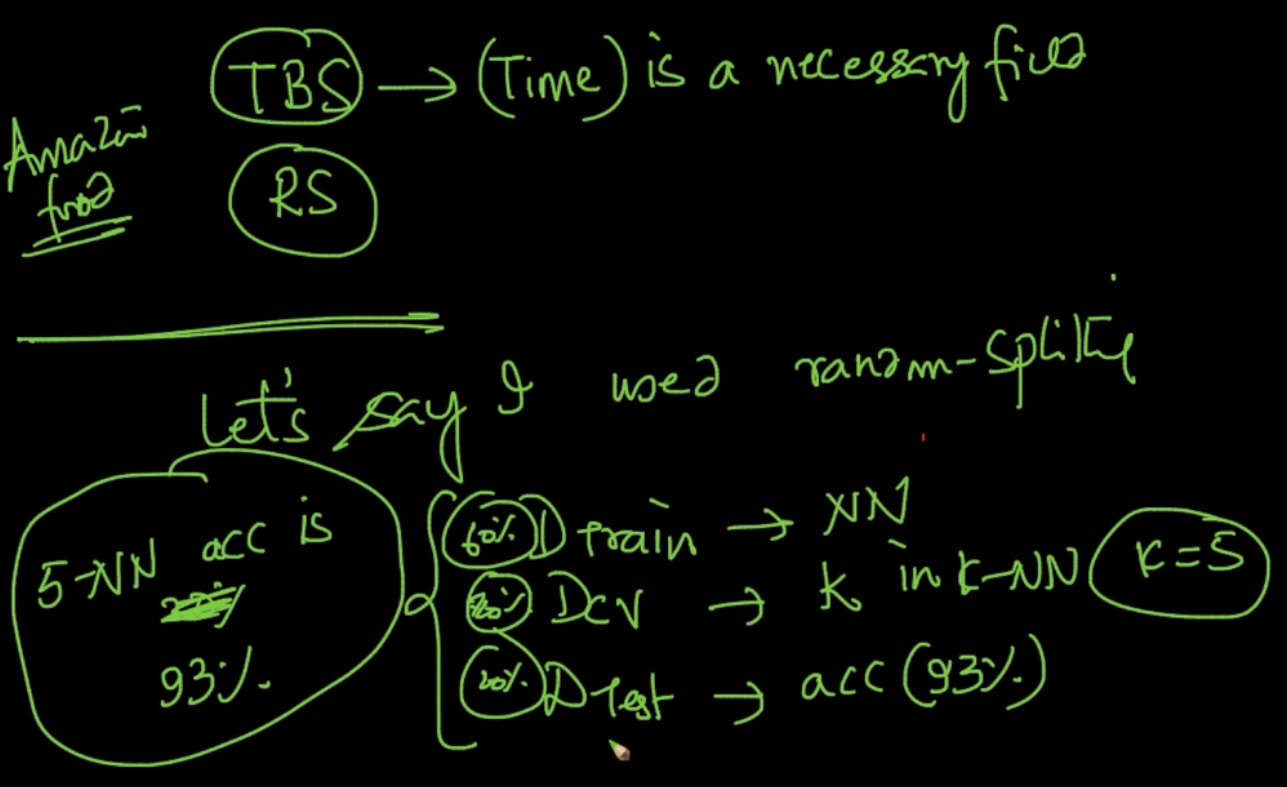 TBS → (Time) is a necessary field
Amazon
food
RS
Let's say I used random-splitting
5-NN acc is
93%.
60% D train → NN
20% DCV → K in K-NN K=5
20% D Test → acc (93%)